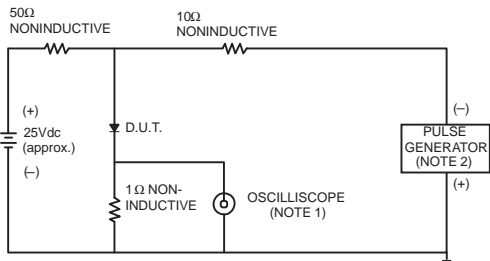 50Ω
NONINDUCTIVE
10Ω
NONINDUCTIVE
(+)
25Vdc
(approx.)
(–)
D.U.T.
1Ω NON-
INDUCTIVE
OSCILLISCOPE
(NOTE 1)
(–)
PULSE
GENERATOR
(NOTE 2)
(+)